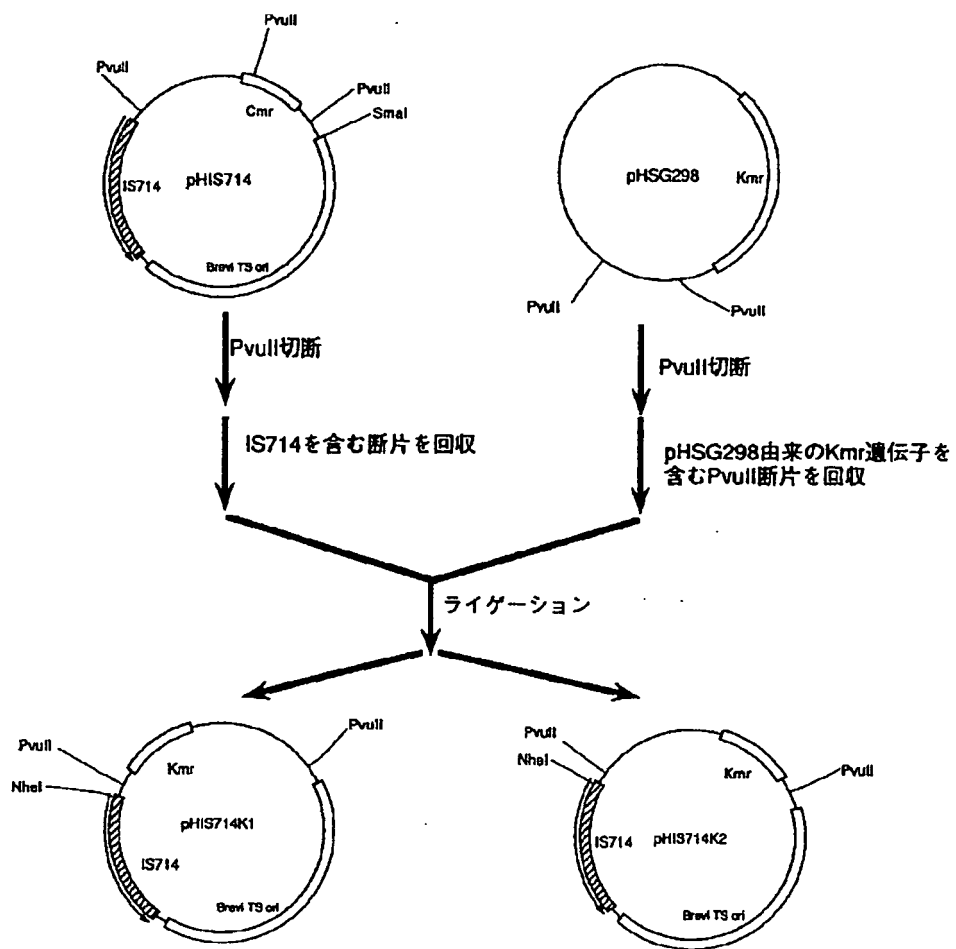 PvuII
PvuII
PvuII
SmaI
Cmr
IS714
pHIS714
Brevi TS ori
pHSG298
Kmr
PvuII
PvuII
PvuII切断
PvuII切断
IS714を含む断片を回収
pHSG298由来のKmr遺伝子を
含むPvuII断片を回収
ライゲーション
PvuII
NheI
Kmr
PvuII
pHIS714K1
IS714
Brevi TS ori
PvuII
NheI
Kmr
PvuII
IS714
pHIS714K2
Brevi TS ori